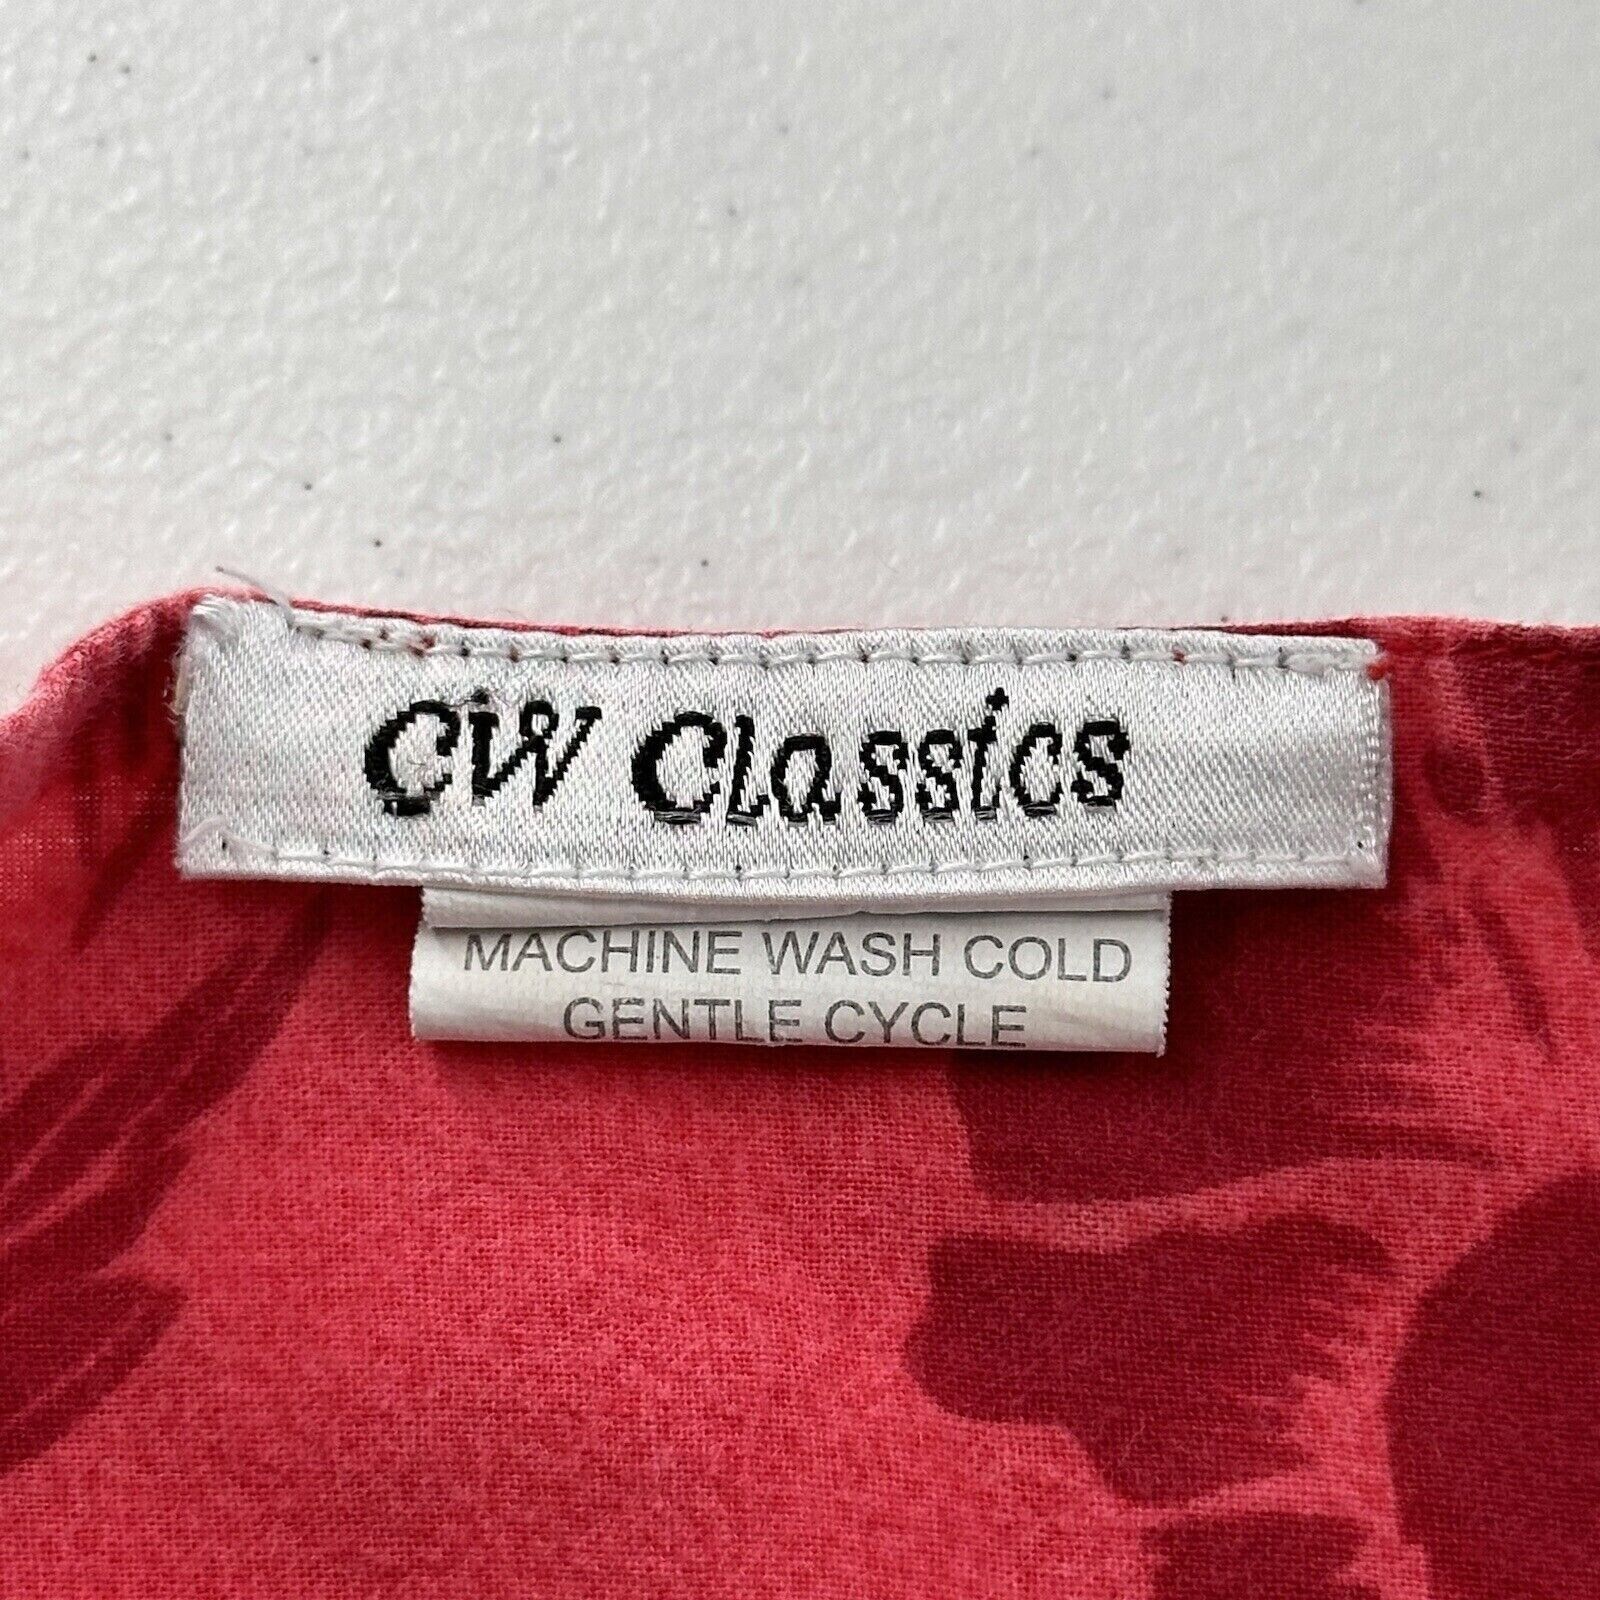 CW Classics
MACHINE WASH COLD
GENTLE CYCLE